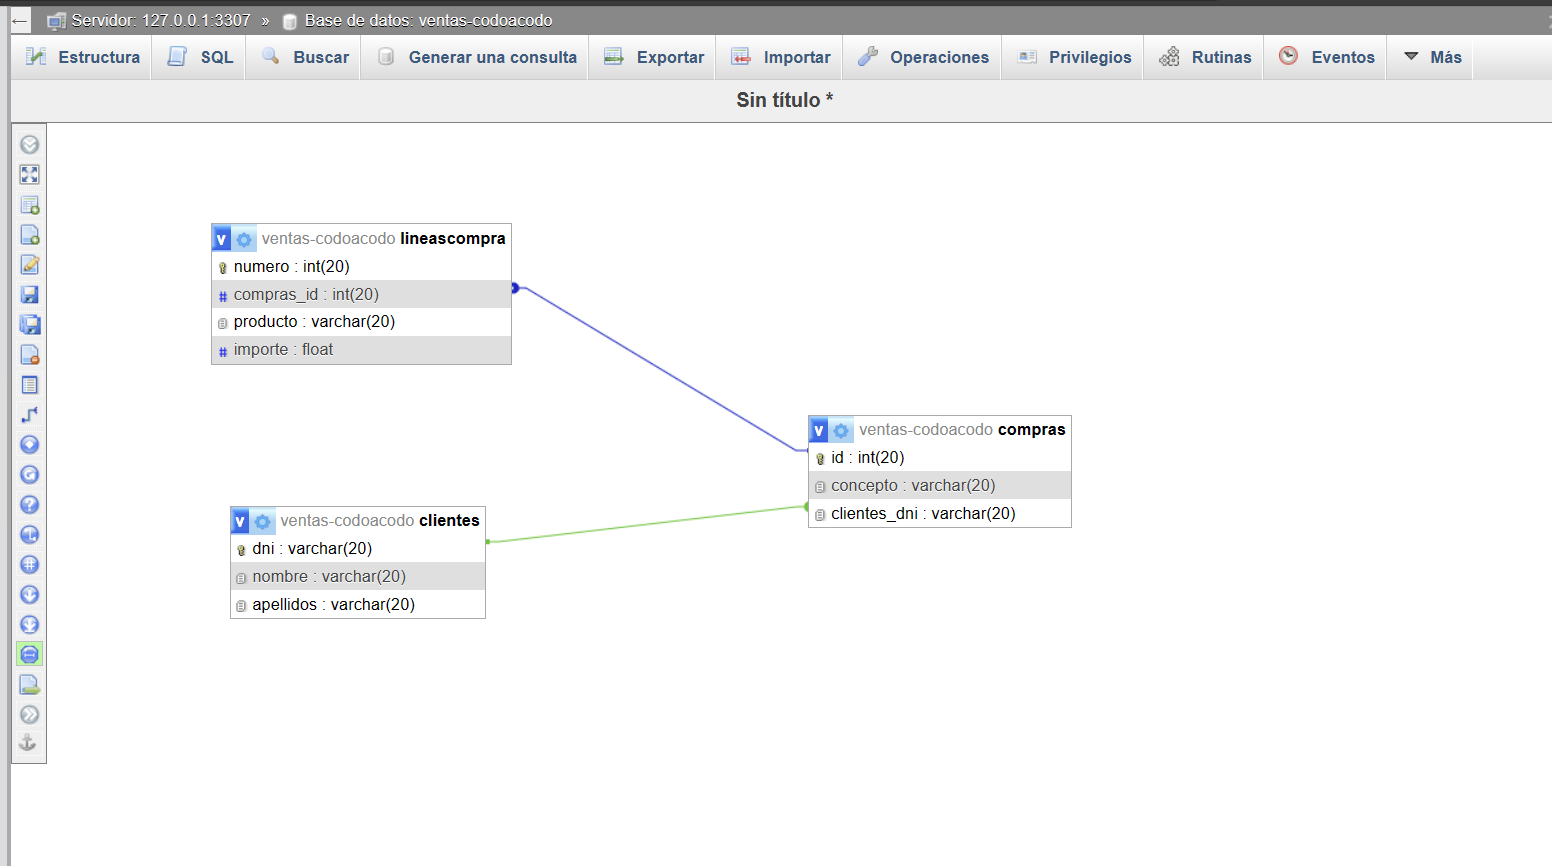 Servidor: 127.0.0.1:3307 » Base de datos: ventas-codoacodo
Estructura SQL Buscar Generar una consulta Exportar Importar Operaciones Privilegios Rutinas Eventos Más
Sin título *
v ventas-codoacodo lineascompra
numero : int(20)
# compras_id : int(20)
producto : varchar(20)
# importe : float
v ventas-codoacodo compras
id : int(20)
concepto : varchar(20)
clientes_dni : varchar(20)
v ventas-codoacodo clientes
dni : varchar(20)
nombre : varchar(20)
apellidos : varchar(20)